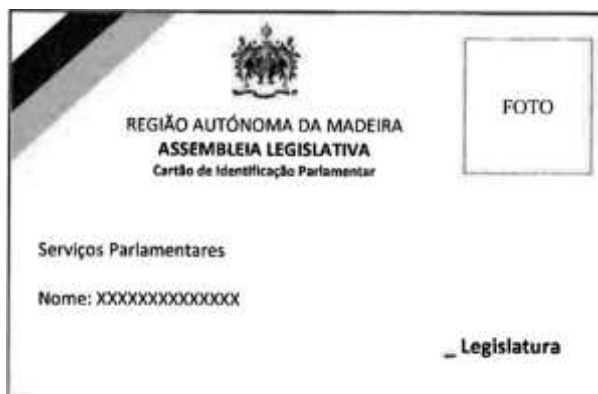 REGIÃO AUTÓNOMA DA MADEIRA
ASSEMBLEIA LEGISLATIVA
Cartão de Identificação Parlamentar
FOTO
Serviços Parlamentares
Nome: XXXXXXXXXXXXXX
_ Legislatura